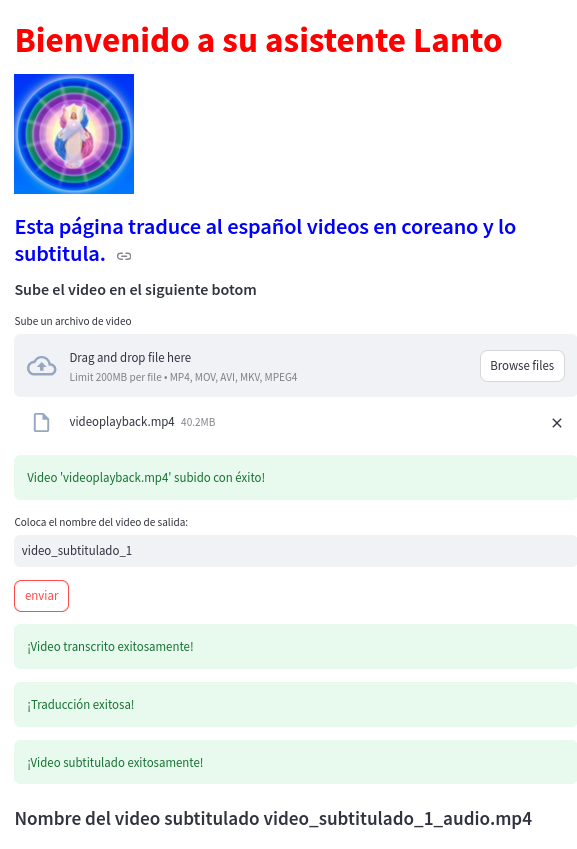 Bienvenido a su asistente Lanto
Esta página traduce al español videos en coreano y lo
subtitula.
Sube el video en el siguiente botom
Sube un archivo de video
Drag and drop file here
Limit 200MB per file • MP4, MOV, AVI, MKV, MPEG4
Browse files
videoplayback.mp4 40.2MB
Video 'videoplayback.mp4' subido con éxito!
Coloca el nombre del video de salida:
video_subtitulado_1
enviar
¡Video transcrito exitosamente!
¡Traducción exitosa!
¡Video subtitulado exitosamente!
Nombre del video subtitulado video_subtitulado_1_audio.mp4